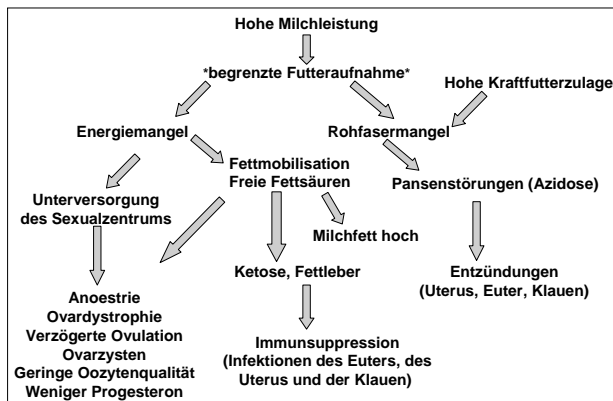 Hohe Milchleistung
*begrenzte Futteraufnahme*
Hohe Kraftfutterzulage
Energiemangel
Rohfasermangel
Fettmobilisation
Freie Fettsäuren
Pansenstörungen (Azidose)
Unterversorgung
des Sexualzentrums
Milchfett hoch
Ketose, Fettleber
Entzündungen
(Uterus, Euter, Klauen)
Anoestrie
Ovardystrophie
Verzögerte Ovulation
Ovarzysten
Geringe Oozytenqualität
Weniger Progesteron
Immunsuppression
(Infektionen des Euters, des
Uterus und der Klauen)